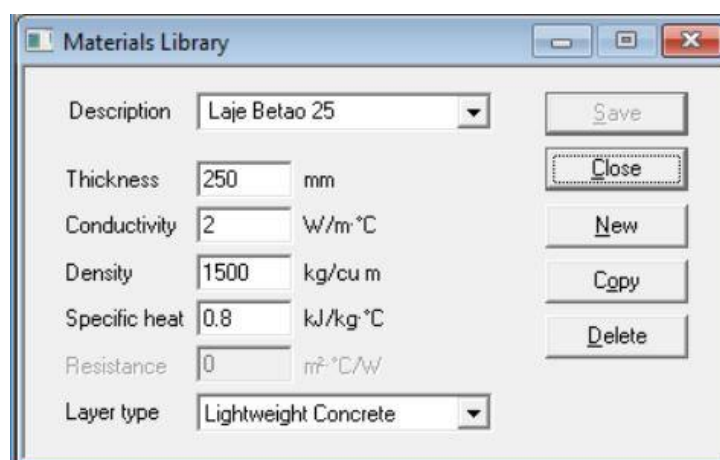 Materials Library
Description Laje Betao 25 Save
Close
Thickness 250 mm
Conductivity 2 W/m·°C New
Density 1500 kg/cu m Copy
Specific heat 0.8 kJ/kg·°C
Delete
Resistance 0 m²·°C/W
Layer type Lightweight Concrete